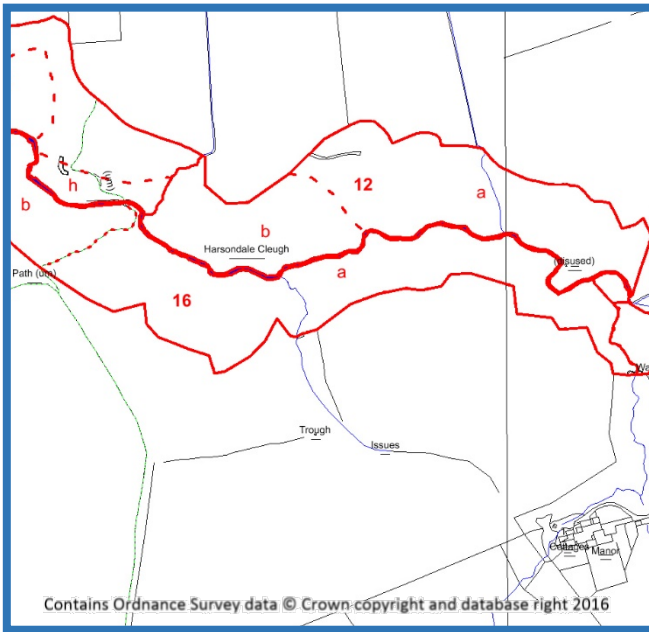 12
a
h
b
b
Harsondale Cleugh
(disused)
a
Path (um)
16
Wa
Trough
Issues
Cottages
Manor
Contains Ordnance Survey data © Crown copyright and database right 2016